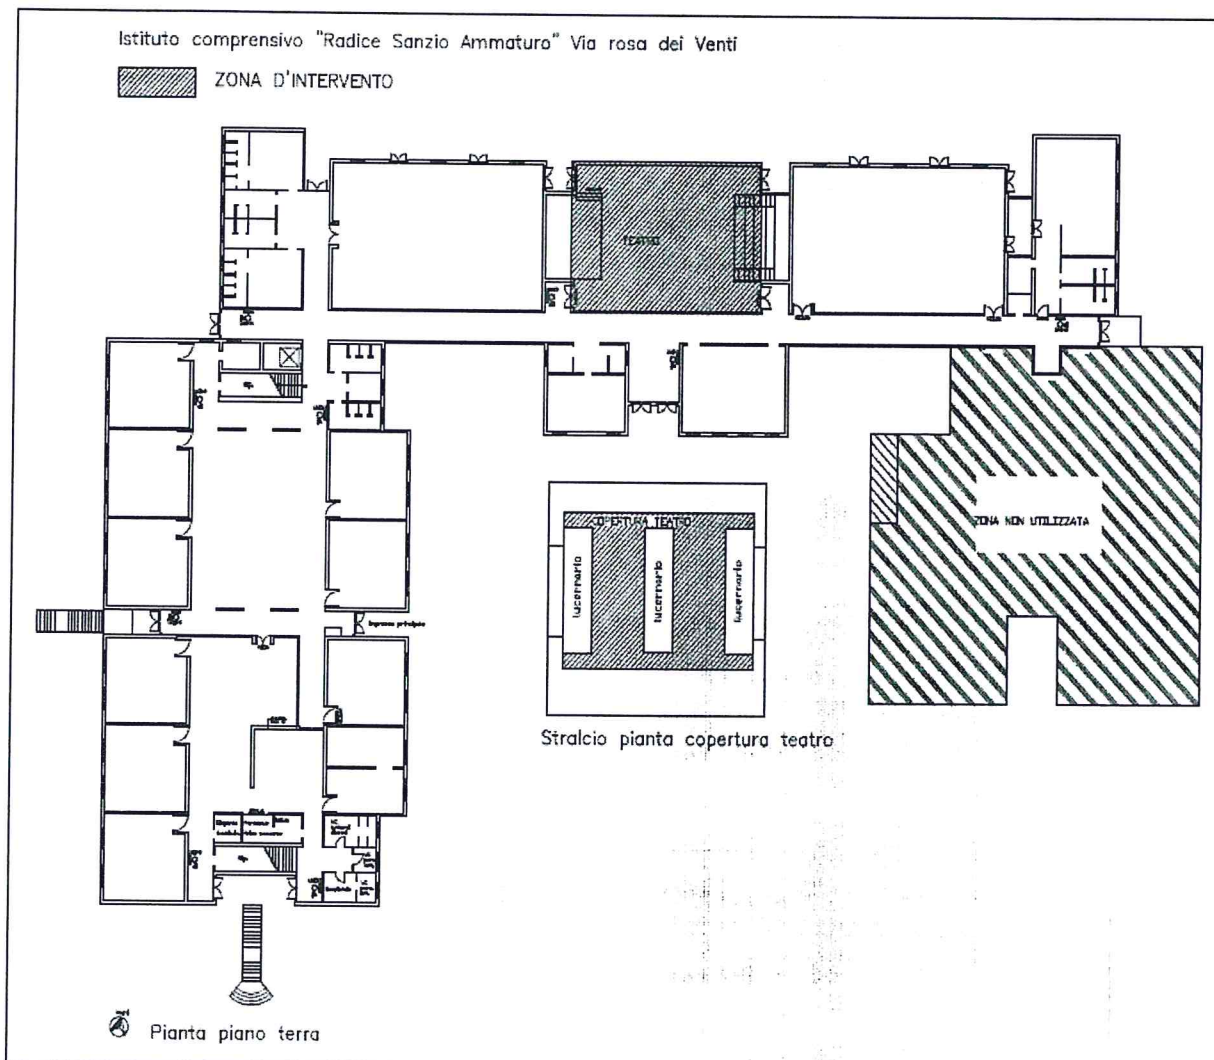 Istituto comprensivo "Radice Sanzio Ammaturo" Via rosa dei Venti
ZONA D'INTERVENTO
TEATRO
COPERTURA TEATRO
lucernario
lucernario
lucernario
ZONA NON UTILIZZATA
Ingresso principale
Stralcio pianta copertura teatro
Pianta piano terra